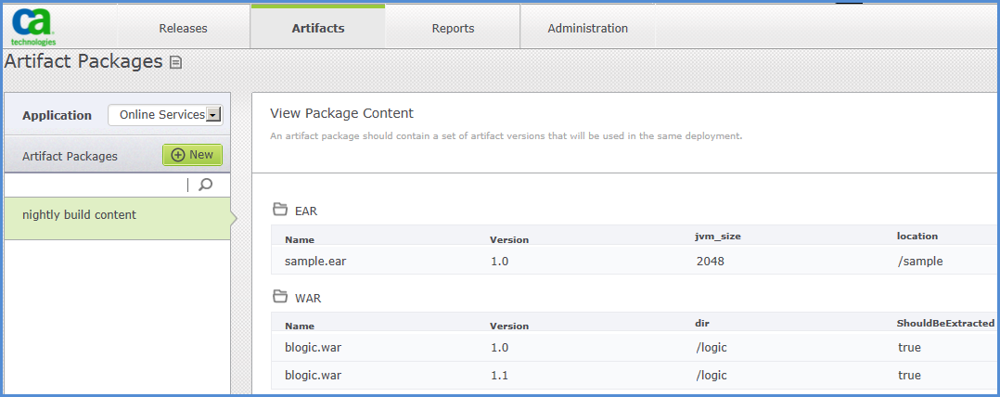 ca technologies
Releases Artifacts Reports Administration
Artifact Packages
Application Online Services
Artifact Packages New
nightly build content
View Package Content
An artifact package should contain a set of artifact versions that will be used in the same deployment.
EAR
Name Version jvm_size location
sample.ear 1.0 2048 /sample
WAR
Name Version dir ShouldBeExtracted
blogic.war 1.0 /logic true
blogic.war 1.1 /logic true